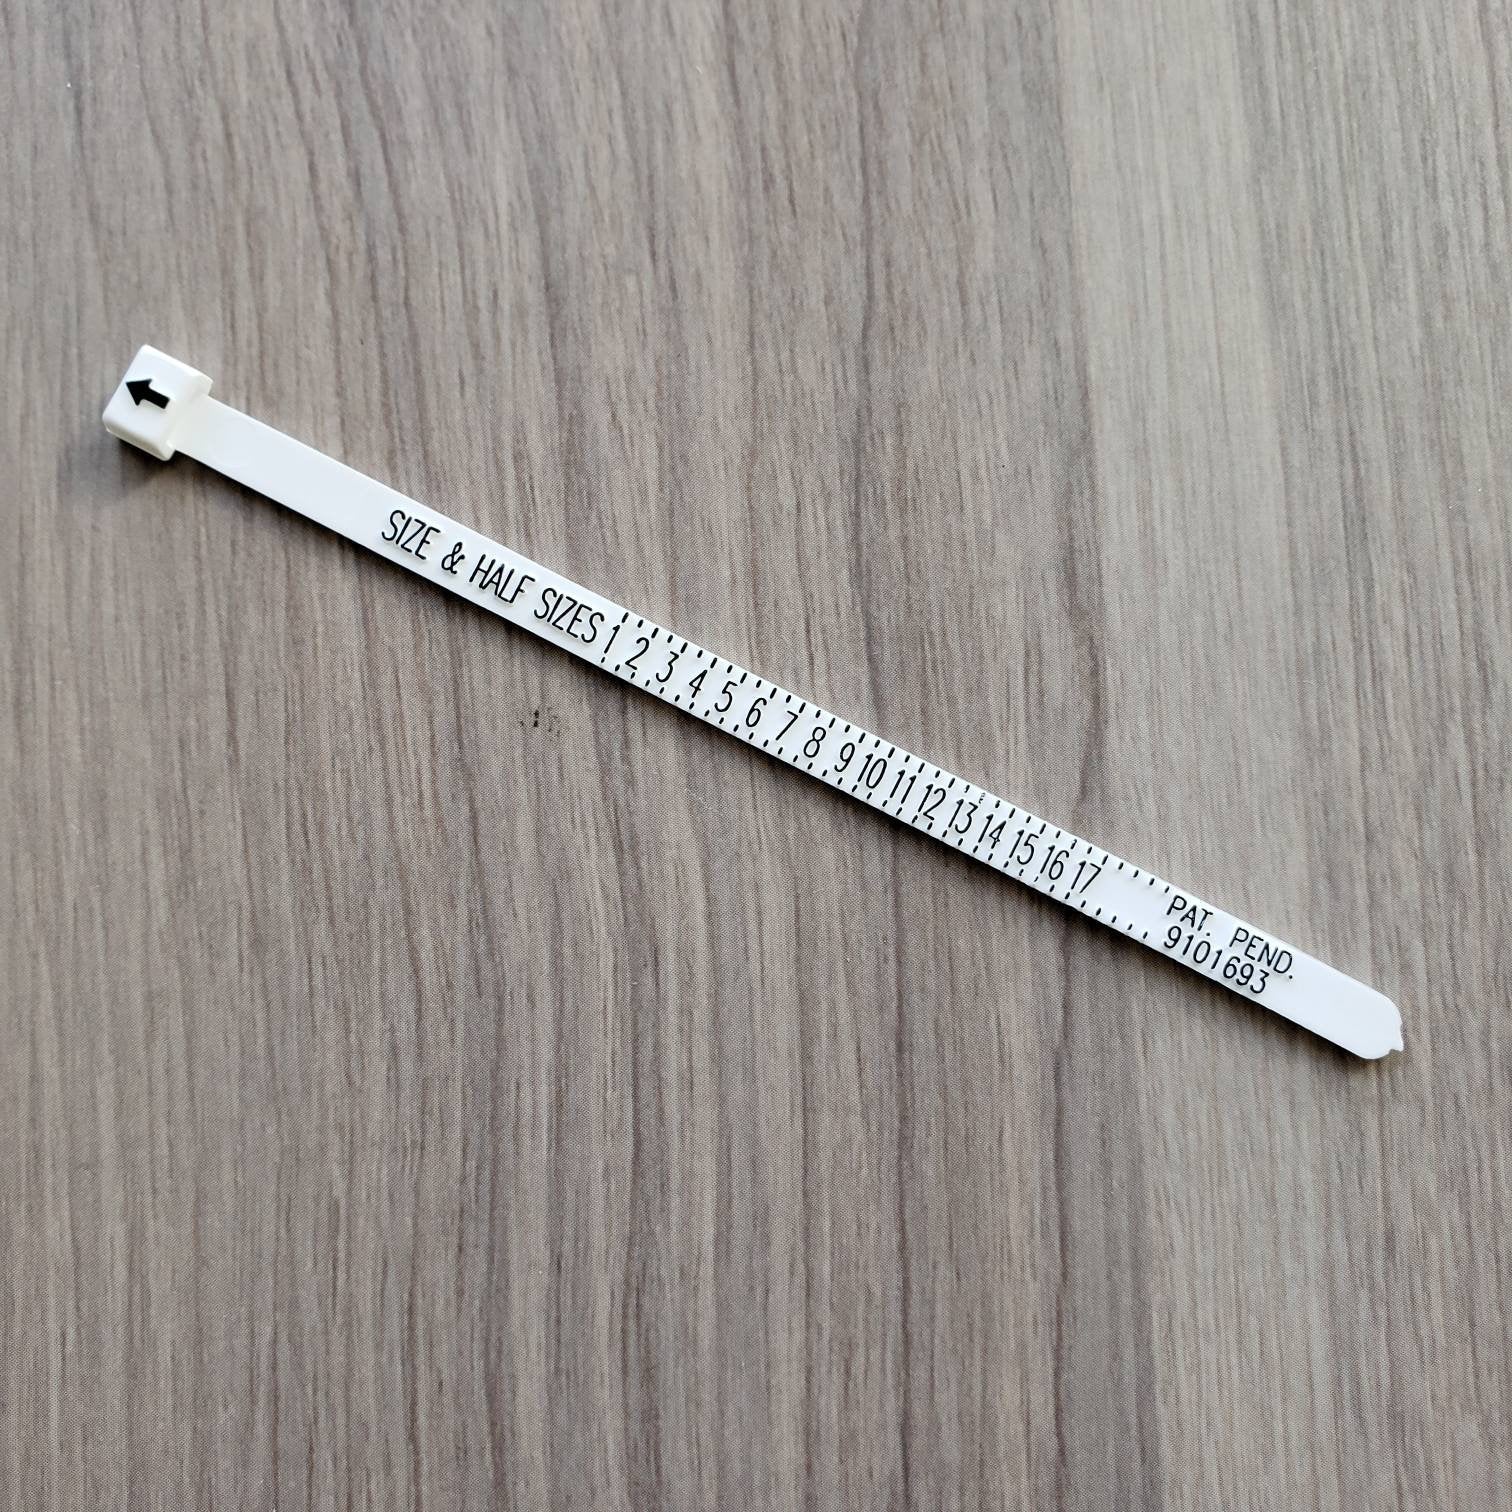 SIZE & HALF SIZES 1 2 3 4 5 6 7 8 9 10 11 12 13 14 15 16 17
PAT. PEND.
9101693